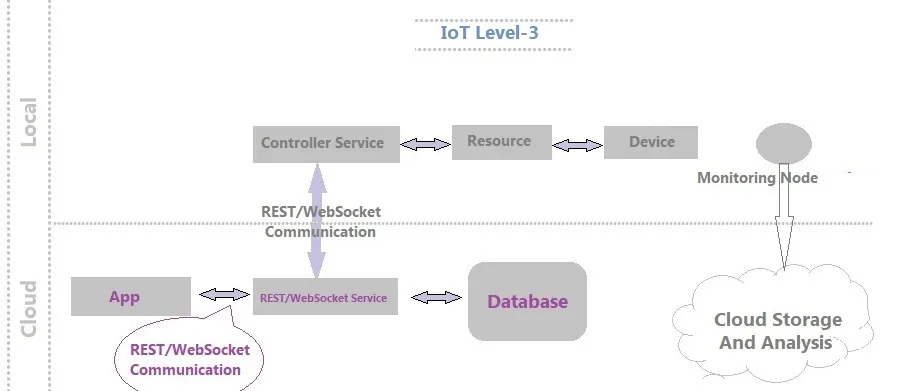 IoT Level-3
Local
Controller Service
Resource
Device
Monitoring Node
REST/WebSocket
Communication
Cloud
App
REST/WebSocket Service
Database
Cloud Storage
And Analysis
REST/WebSocket
Communication